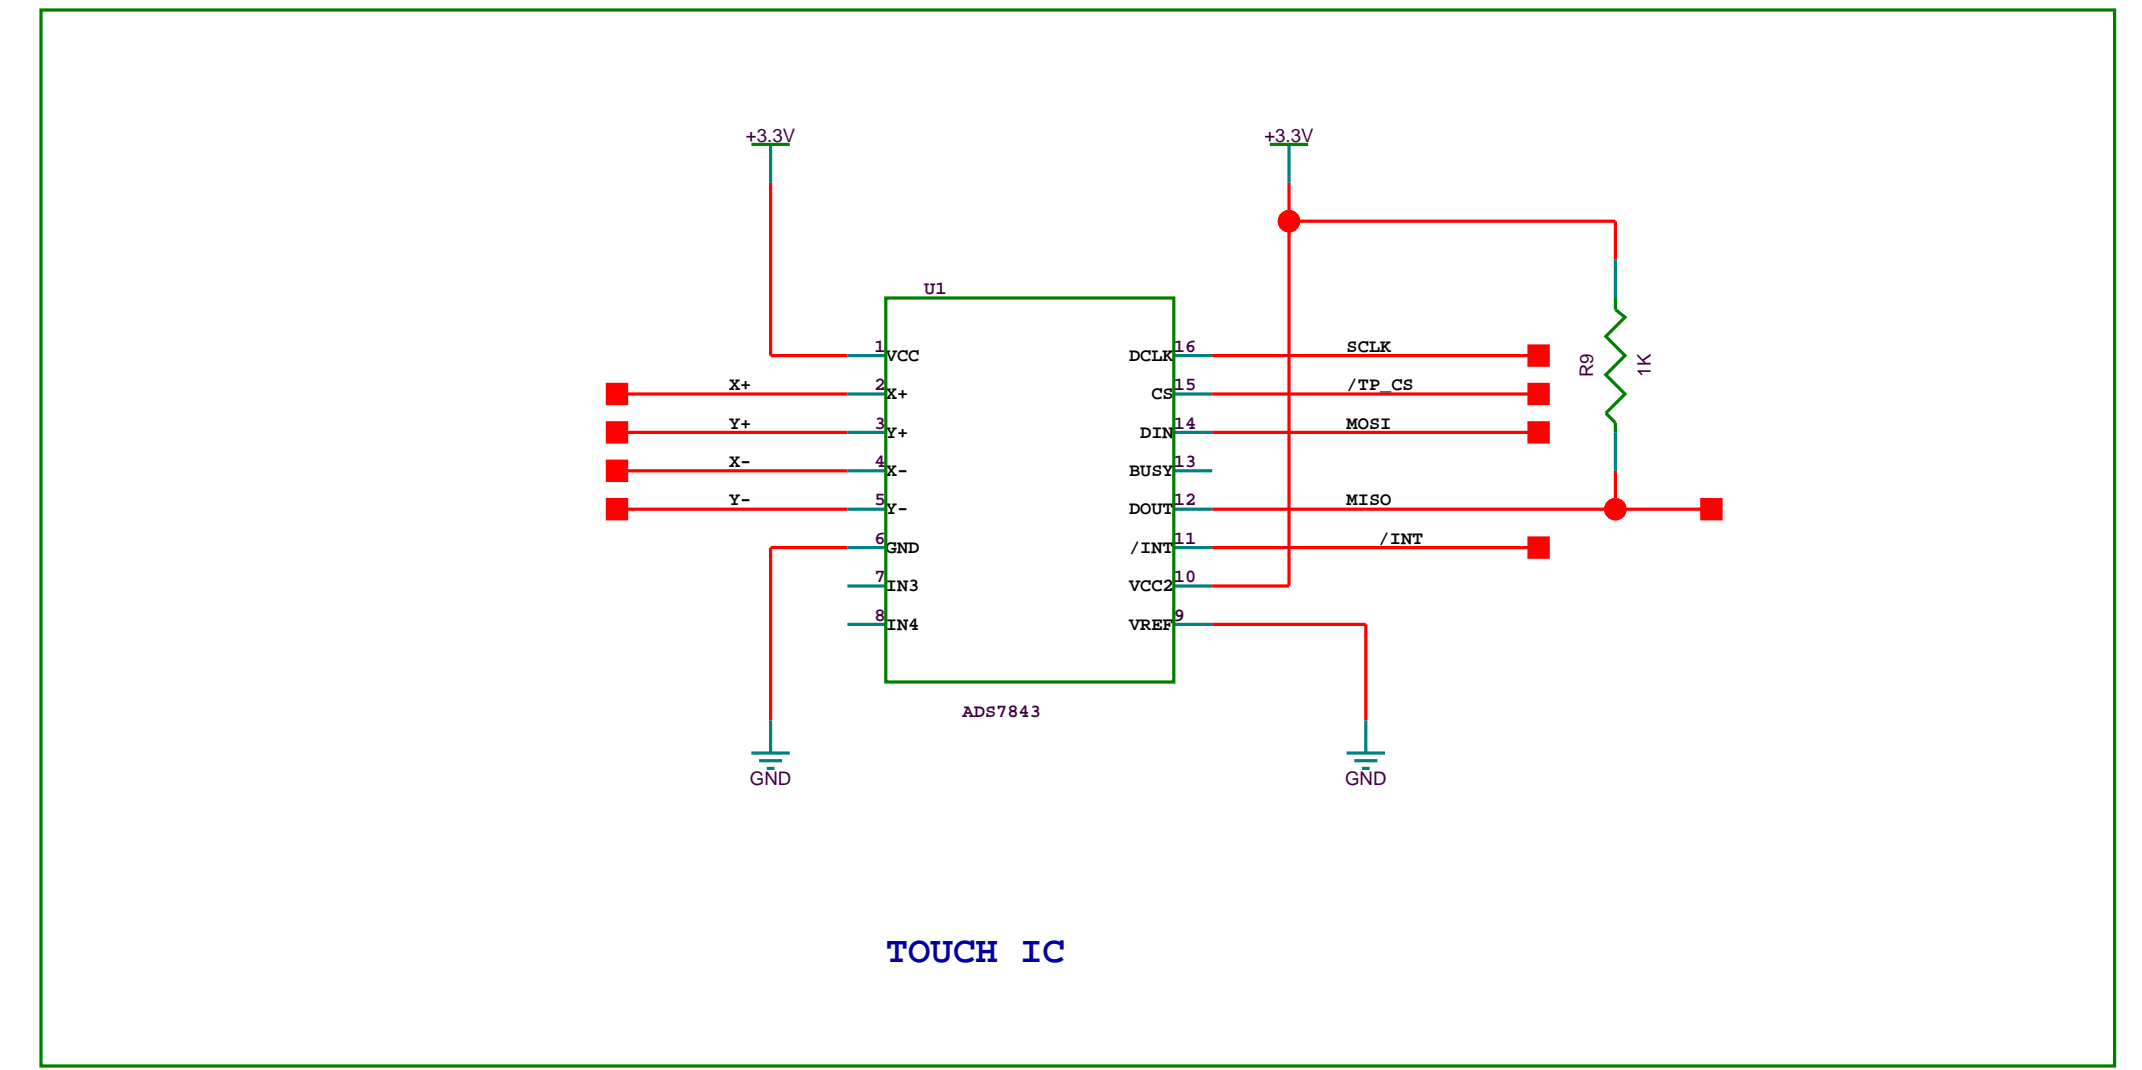 +3.3V
+3.3V
U1
1 VCC
DCLK 16
SCLK
X+
2 X+
CS 15
/TP_CS
R9
1K
Y+
3 Y+
DIN 14
MOSI
X-
4 X-
BUSY 13
Y-
5 Y-
DOUT 12
MISO
6 GND
/INT 11
/INT
7 IN3
VCC2 10
8 IN4
VREF 9
ADS7843
GND
GND
TOUCH IC